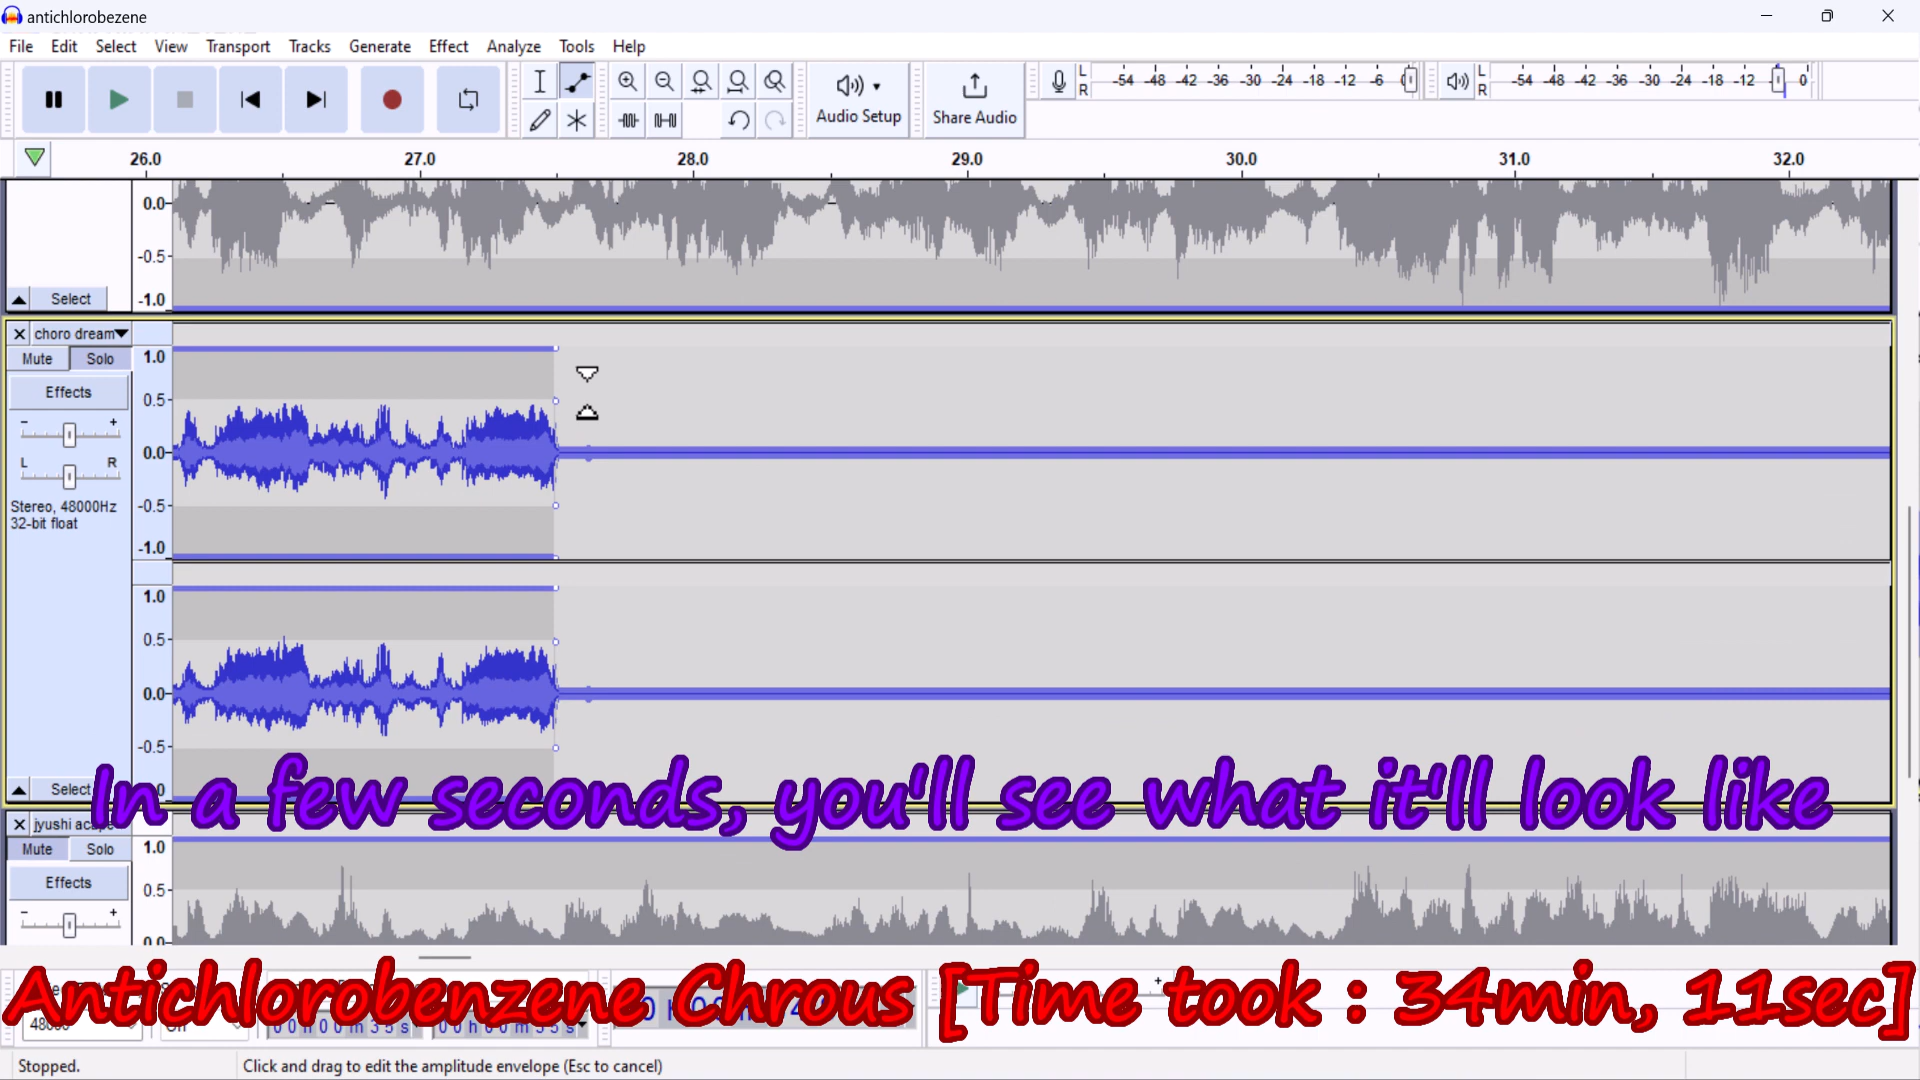 antichlorobezene
File Edit Select View Transport Tracks Generate Effect Analyze Tools Help
L R -54 -48 -42 -36 -30 -24 -18 -12 -6
L R -54 -48 -42 -36 -30 -24 -18 -12 0
Audio Setup
Share Audio
26.0 27.0 28.0 29.0 30.0 31.0 32.0
0.0
-0.5
-1.0
Select
choro dream
Mute Solo
Effects
- +
L R
Stereo, 48000Hz
32-bit float
1.0
0.5
0.0
-0.5
-1.0
1.0
0.5
0.0
-0.5
Select
In a few seconds, you'll see what it'll look like
jyushi
Mute Solo
Effects
- +
1.0
0.5
0.0
Antichlorobenzene Chrous [Time took : 34min, 11sec]
Stopped.
Click and drag to edit the amplitude envelope (Esc to cancel)